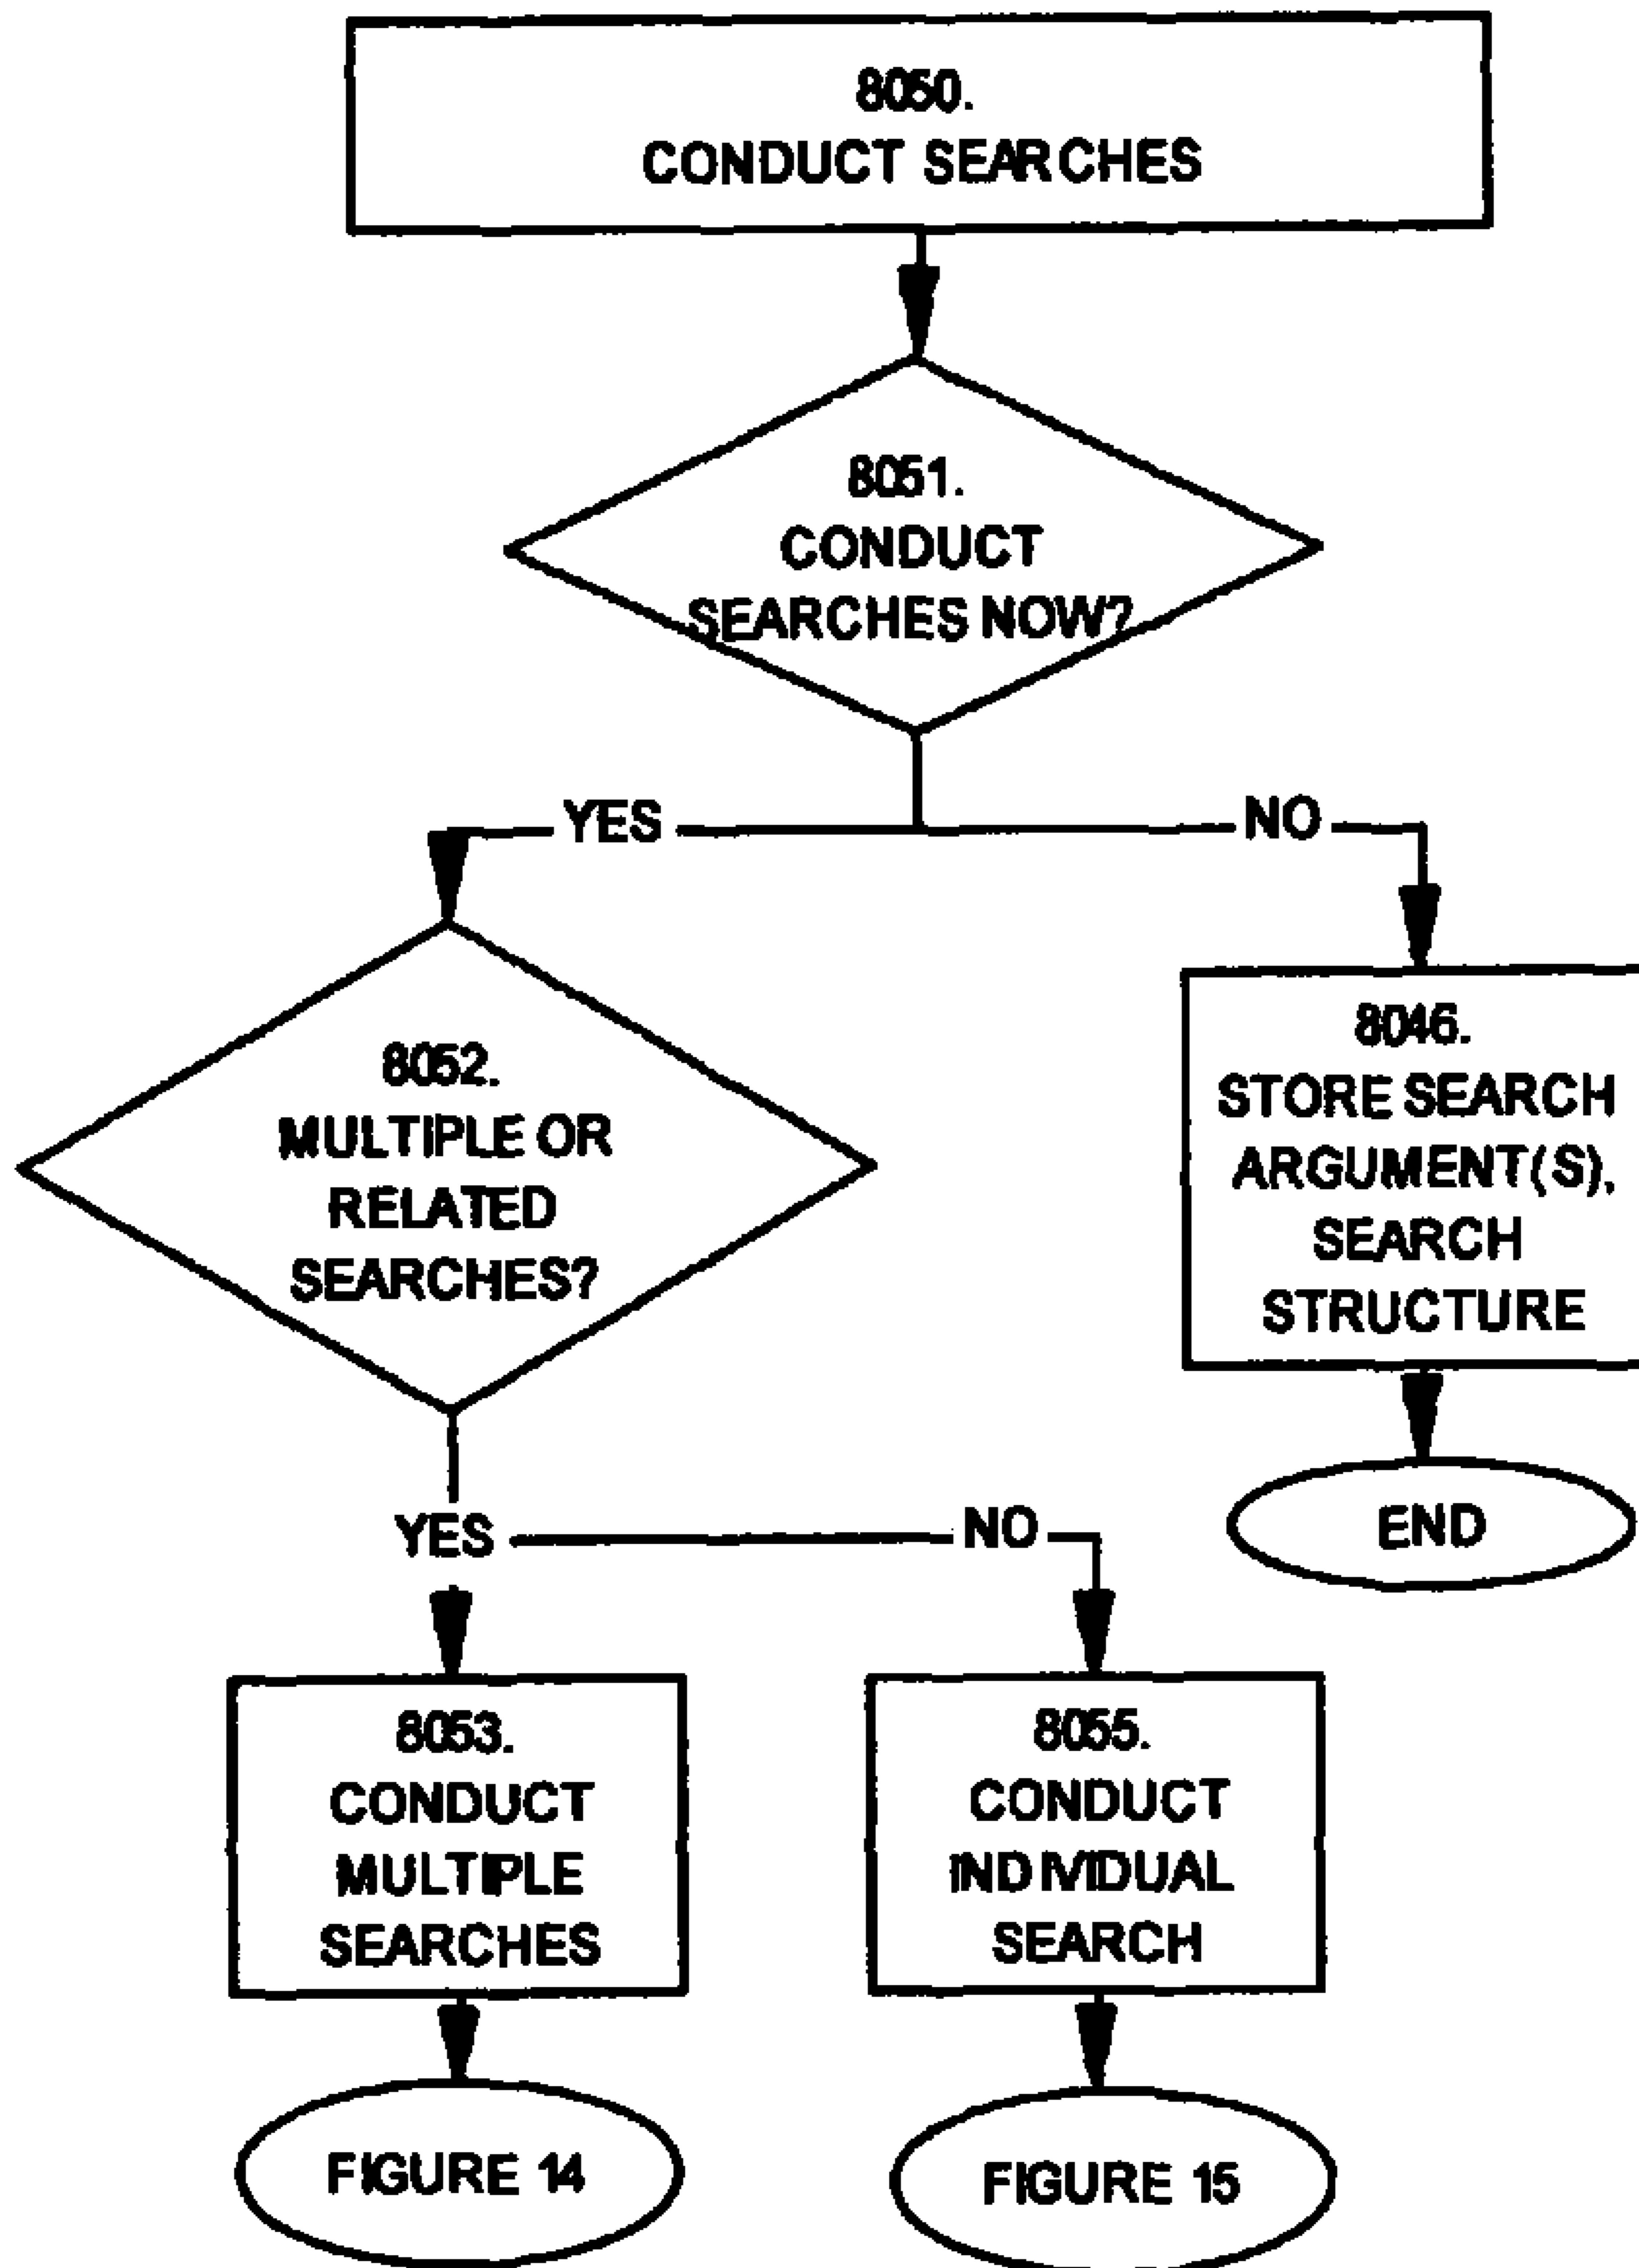 8050.
CONDUCT SEARCHES
8051.
CONDUCT
SEARCHES NOW?
YES
NO
8052.
MULTIPLE OR
RELATED
SEARCHES?
8046.
STORE SEARCH
ARGUMENT(S),
SEARCH
STRUCTURE
END
YES
NO
8053.
CONDUCT
MULTIPLE
SEARCHES
8055.
CONDUCT
INDIVIDUAL
SEARCH
FIGURE 14
FIGURE 15